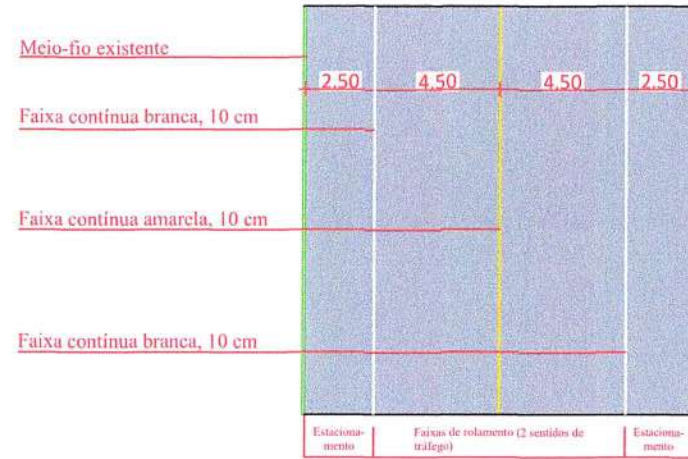 Meio-fio existente
2.50 4.50 4.50 2.50
Faixa contínua branca, 10 cm
Faixa contínua amarela, 10 cm
Faixa contínua branca, 10 cm
Estaciona-
mento
Faixas de rolamento (2 sentidos de
tráfego)
Estaciona-
mento